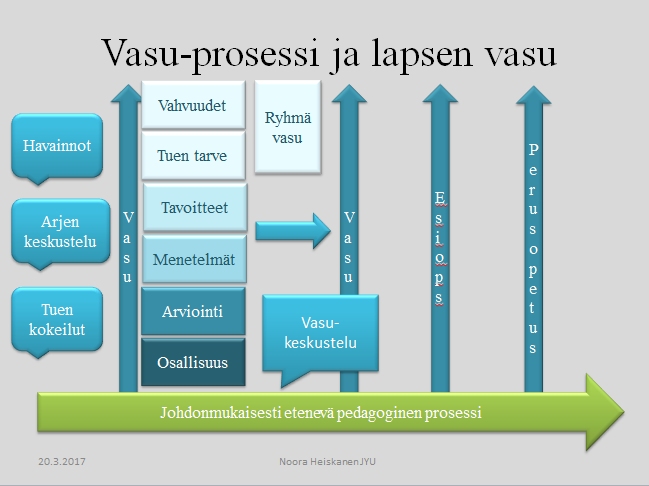 Vasu-prosessi ja lapsen vasu
Havainnot
Arjen
keskustelu
Tuen
kokeilut
Vasu
Vahvuudet
Tuen tarve
Tavoitteet
Menetelmät
Arviointi
Osallisuus
Ryhmä
vasu
Vasu-
keskustelu
Vasu
Esiops
Perusopetus
Johdonmukaisesti etenevä pedagoginen prosessi
20.3.2017
Noora Heiskanen JYU